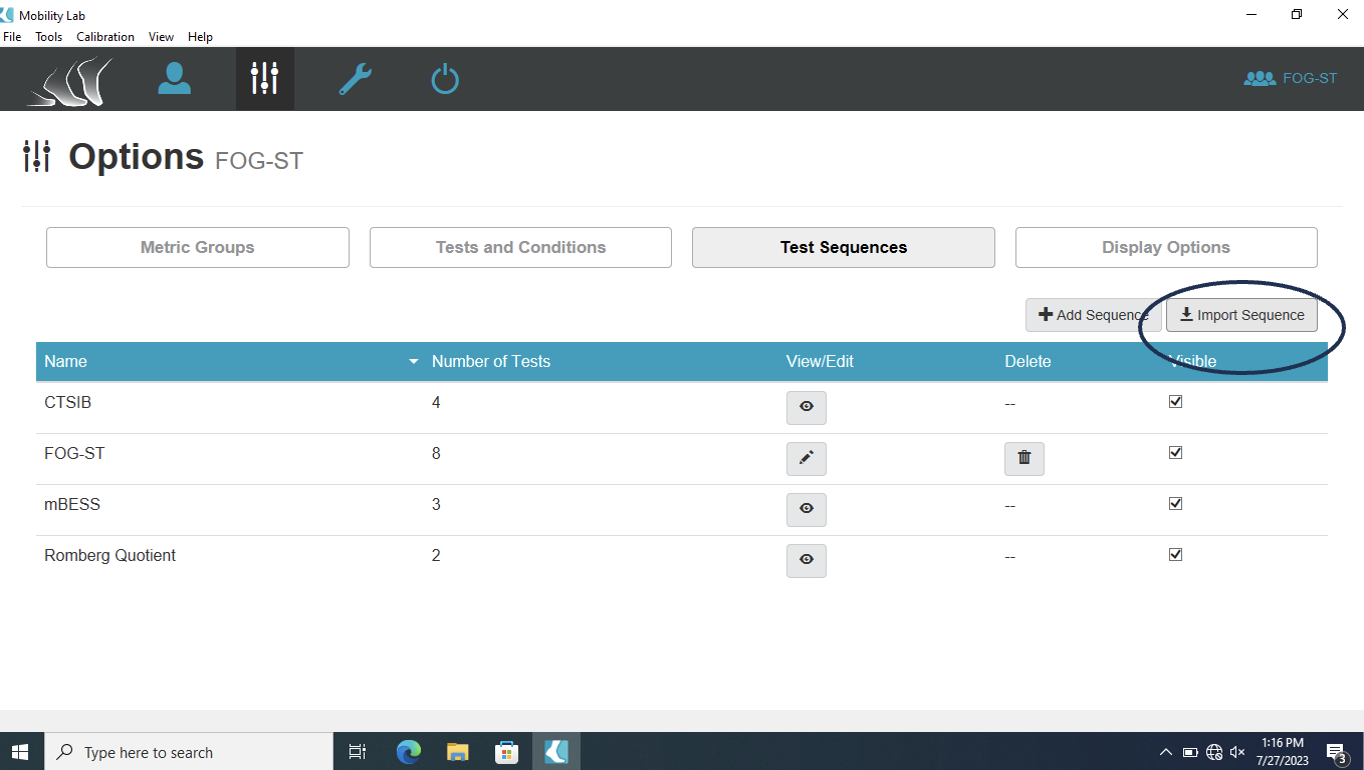 Mobility Lab
File Tools Calibration View Help
FOG-ST
Options FOG-ST
Metric Groups Tests and Conditions Test Sequences Display Options
Add Sequence Import Sequence
Name Number of Tests View/Edit Delete Visible
CTSIB 4 --
FOG-ST 8
mBESS 3 --
Romberg Quotient 2 --
Type here to search
1:16 PM
7/27/2023
3